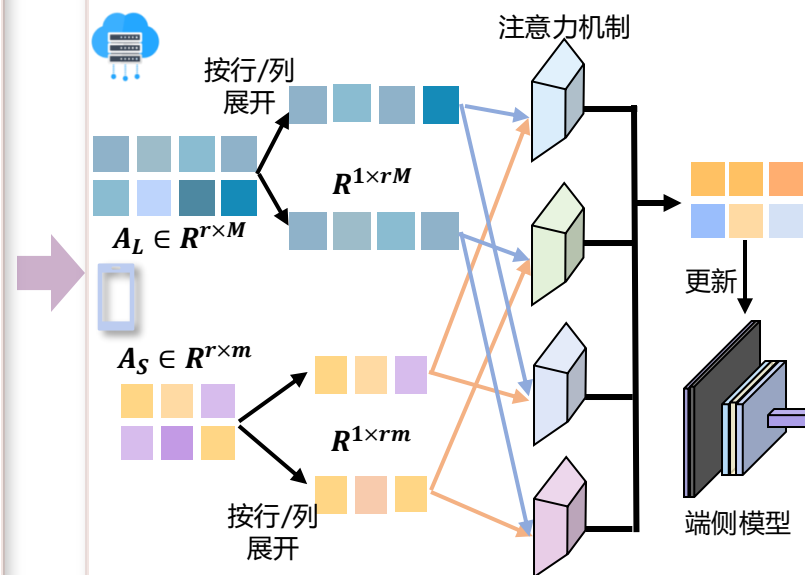 注意力机制
按行/列
展开
R^{1×rM}
A_L ∈ R^{r×M}
更新
A_S ∈ R^{r×m}
R^{1×rm}
按行/列
展开
端侧模型